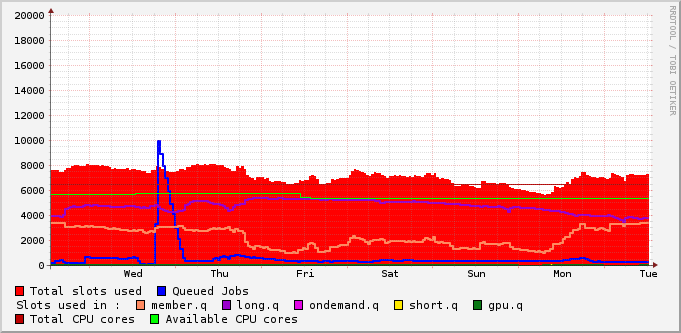 20000
18000
16000
14000
12000
10000
8000
6000
4000
2000
0
Wed Thu Fri Sat Sun Mon Tue
RRDTOOL / TOBI OETIKER
Total slots used Queued Jobs
Slots used in : member.q long.q ondemand.q short.q gpu.q
Total CPU cores Available CPU cores